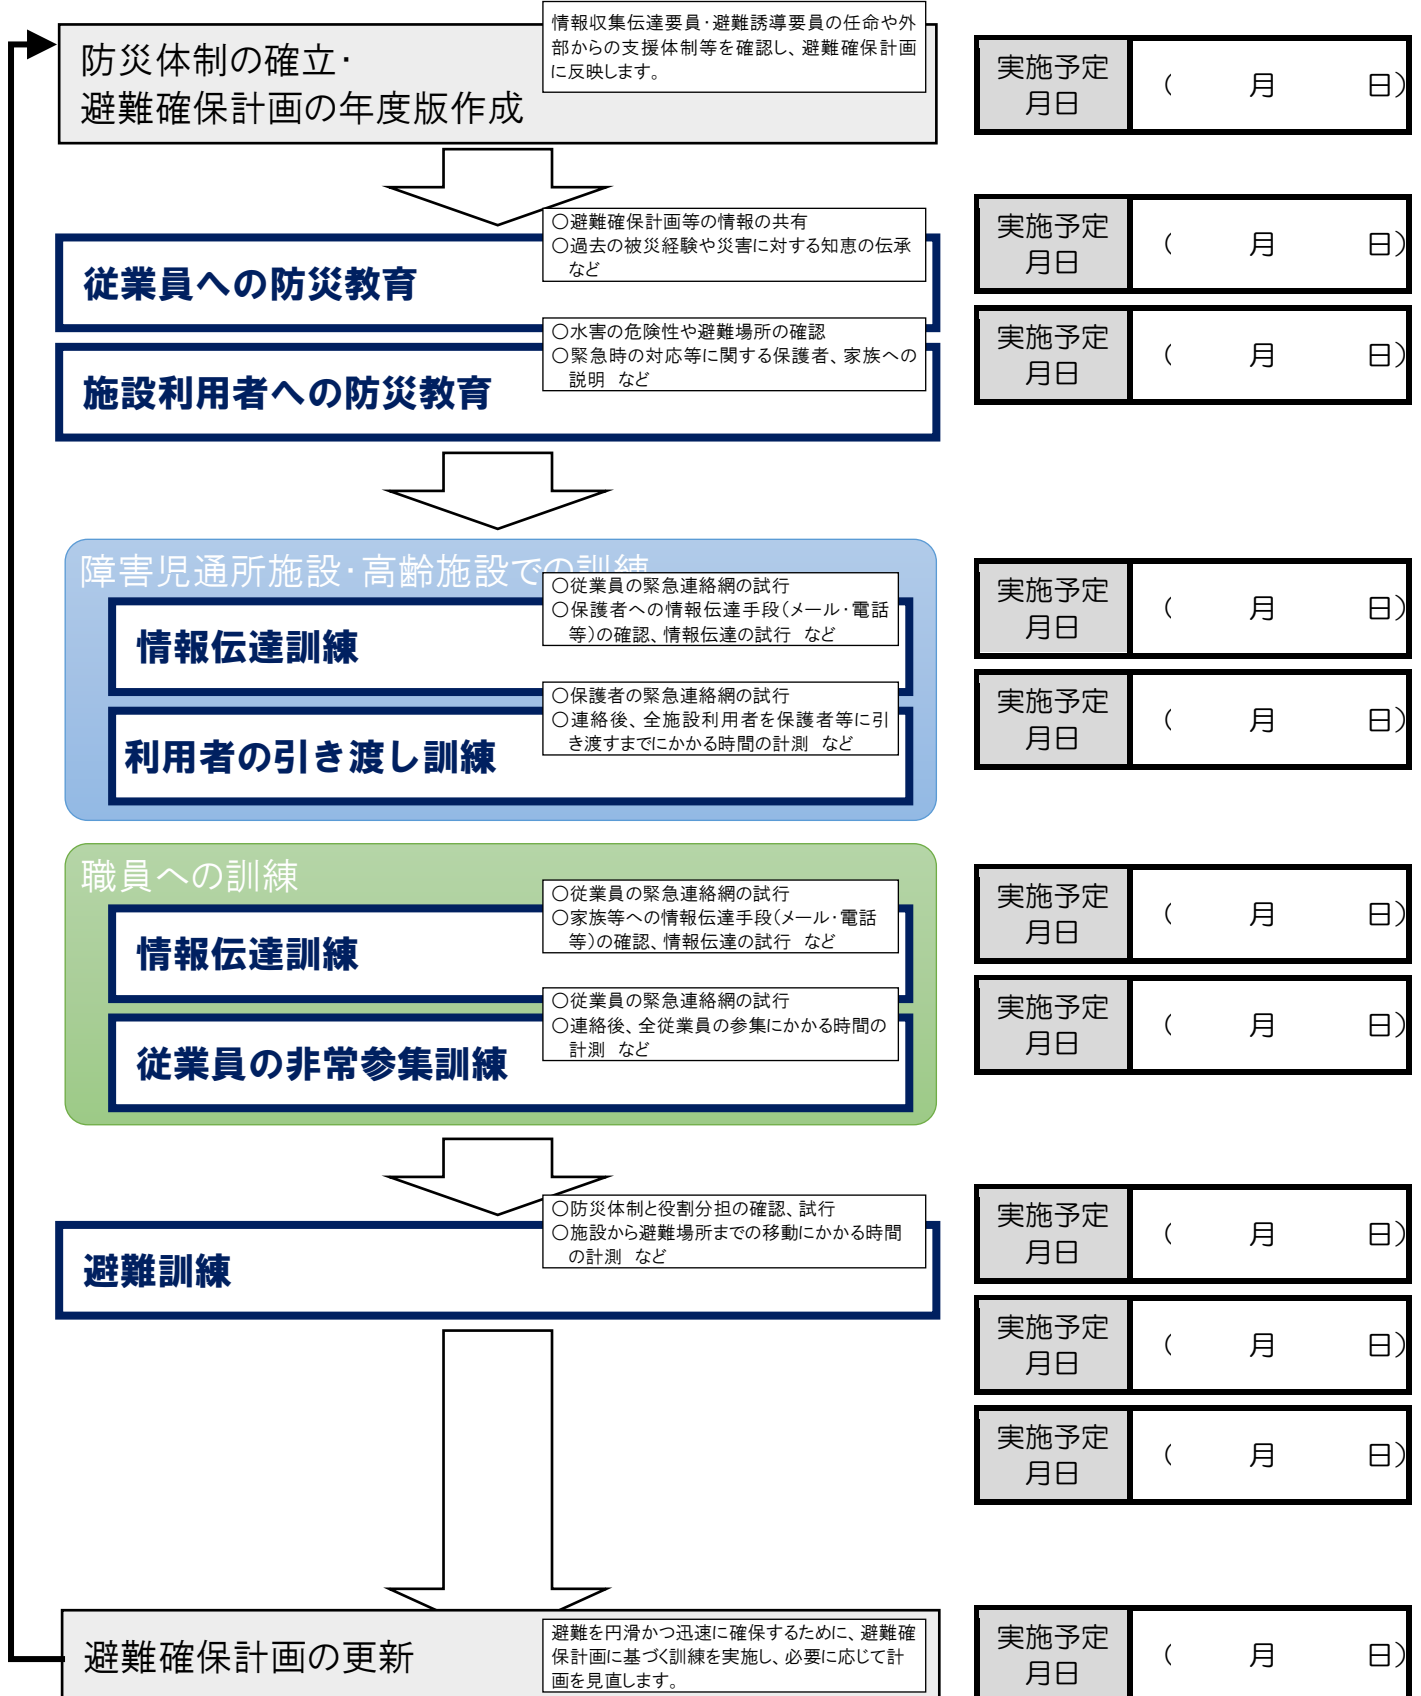 防災体制の確立・
避難確保計画の年度版作成
情報収集伝達要員・避難誘導要員の任命や外
部からの支援体制等を確認し、避難確保計画
に反映します。
実施予定
月日
（　月　日）
従業員への防災教育
〇避難確保計画等の情報の共有
〇過去の被災経験や災害に対する知恵の伝承
など
実施予定
月日
（　月　日）
施設利用者への防災教育
〇水害の危険性や避難場所の確認
〇緊急時の対応等に関する保護者、家族への
説明　など
実施予定
月日
（　月　日）
障害児通所施設・高齢施設での訓練
情報伝達訓練
〇従業員の緊急連絡網の試行
〇保護者への情報伝達手段（メール・電話
等）の確認、情報伝達の試行　など
実施予定
月日
（　月　日）
利用者の引き渡し訓練
〇保護者の緊急連絡網の試行
〇連絡後、全施設利用者を保護者等に引
き渡すまでにかかる時間の計測　など
実施予定
月日
（　月　日）
職員への訓練
情報伝達訓練
〇従業員の緊急連絡網の試行
〇家族等への情報伝達手段（メール・電話
等）の確認、情報伝達の試行　など
実施予定
月日
（　月　日）
従業員の非常参集訓練
〇従業員の緊急連絡網の試行
〇連絡後、全従業員の参集にかかる時間の
計測　など
実施予定
月日
（　月　日）
避難訓練
〇防災体制と役割分担の確認、試行
〇施設から避難場所までの移動にかかる時間
の計測　など
実施予定
月日
（　月　日）
実施予定
月日
（　月　日）
実施予定
月日
（　月　日）
避難確保計画の更新
避難を円滑かつ迅速に確保するために、避難確
保計画に基づく訓練を実施し、必要に応じて計
画を見直します。
実施予定
月日
（　月　日）